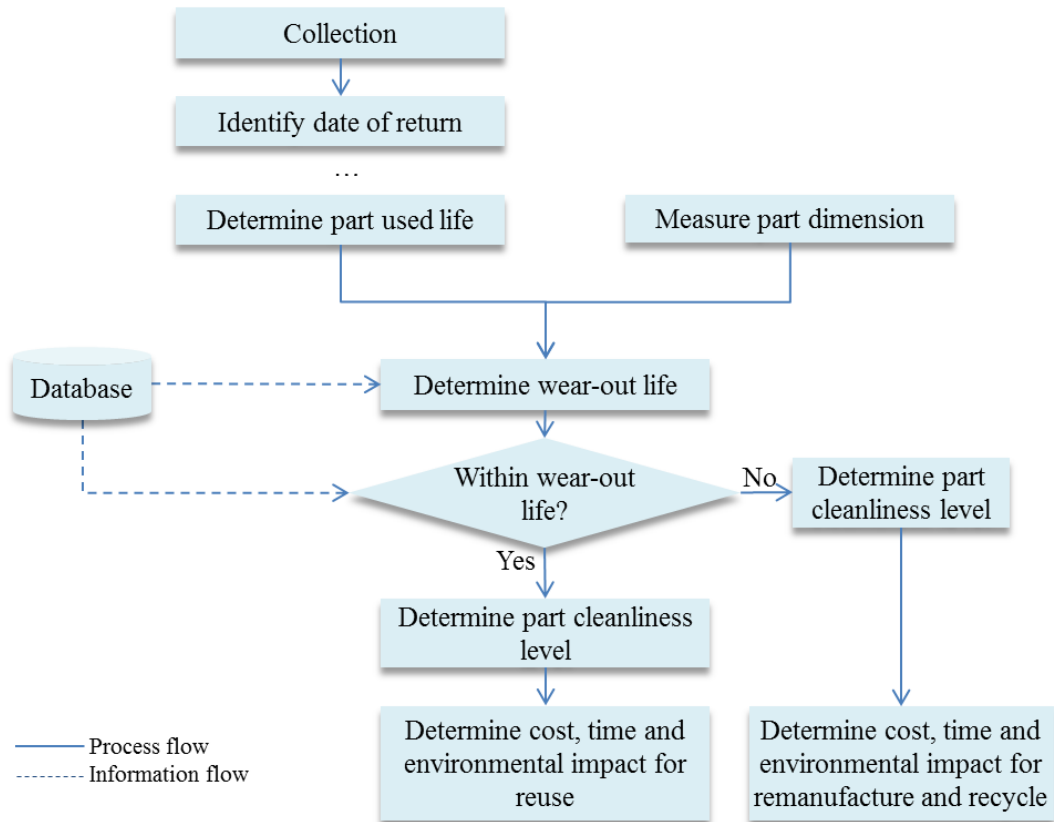 Collection
Identify date of return
…
Determine part used life
Measure part dimension
Database
Determine wear-out life
Within wear-out
life?
No
Determine part
cleanliness level
Yes
Determine part cleanliness
level
Determine cost, time and
environmental impact for
reuse
Determine cost, time and
environmental impact for
remanufacture and recycle
Process flow
Information flow